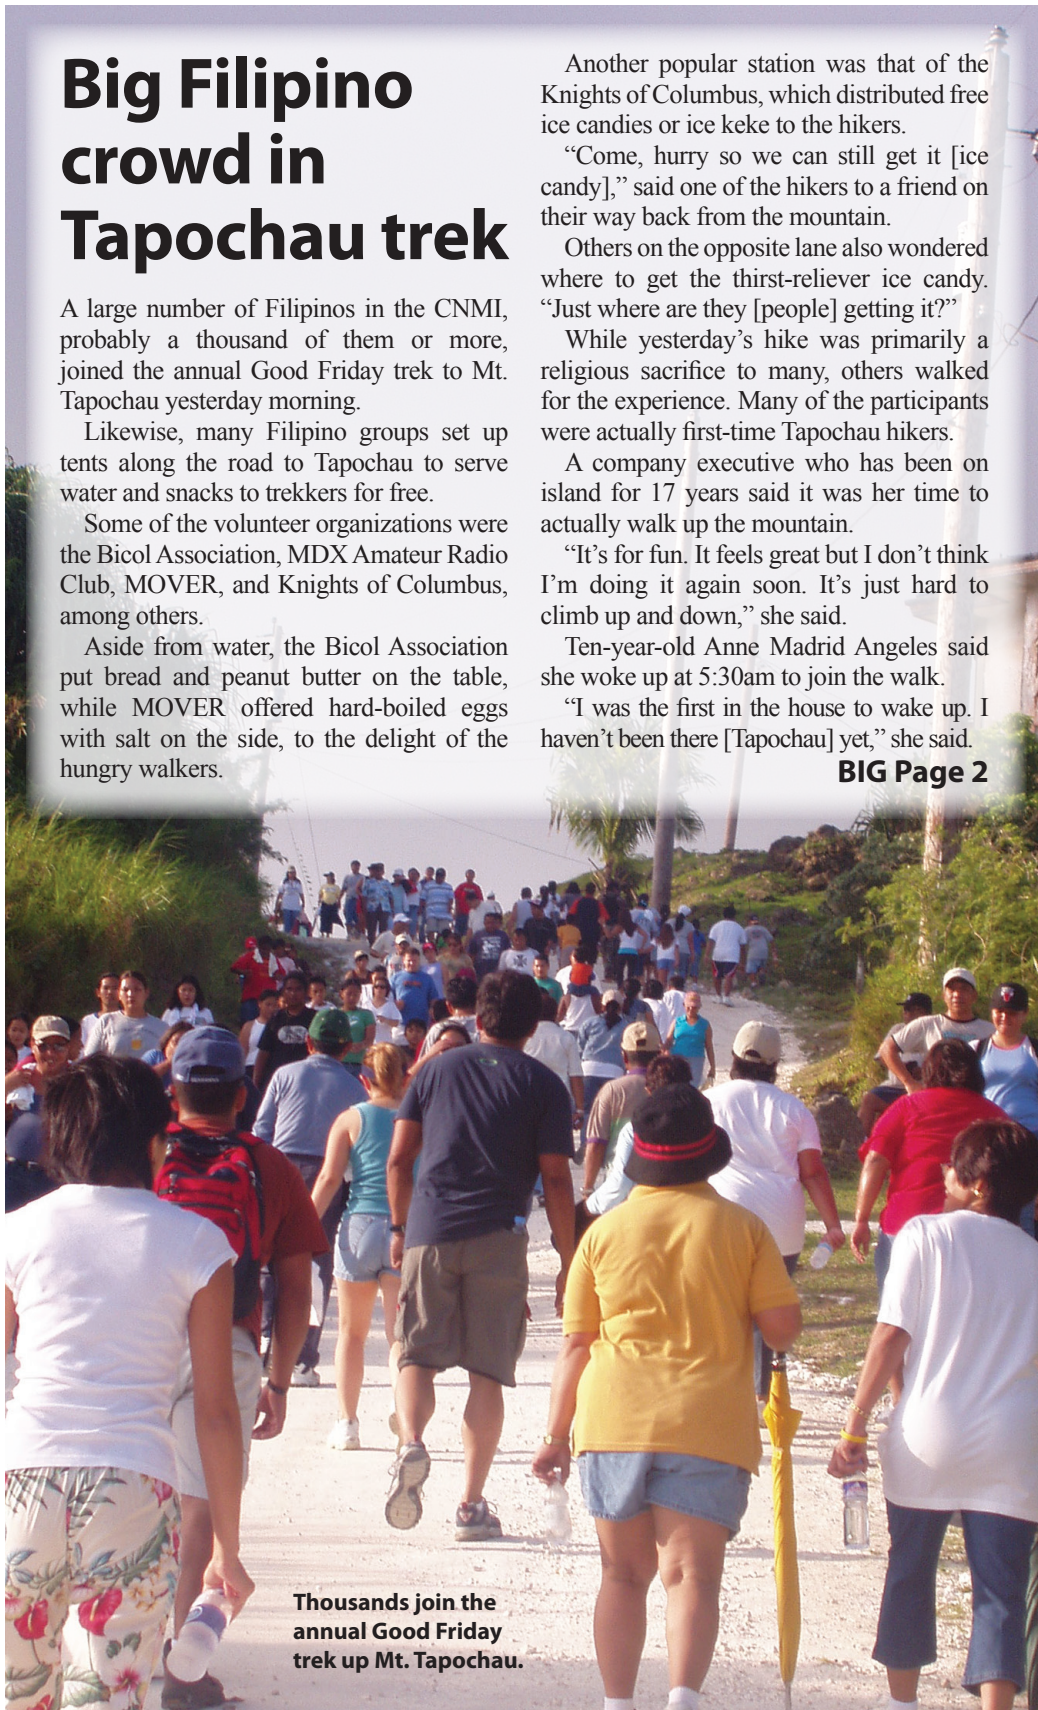 Big Filipino
crowd in
Tapochau trek
A large number of Filipinos in the CNMI,
probably a thousand of them or more,
joined the annual Good Friday trek to Mt.
Tapochau yesterday morning.
Likewise, many Filipino groups set up
tents along the road to Tapochau to serve
water and snacks to trekkers for free.
Some of the volunteer organizations were
the Bicol Association, MDX Amateur Radio
Club, MOVER, and Knights of Columbus,
among others.
Aside from water, the Bicol Association
put bread and peanut butter on the table,
while MOVER offered hard-boiled eggs
with salt on the side, to the delight of the
hungry walkers.
Another popular station was that of the
Knights of Columbus, which distributed free
ice candies or ice keke to the hikers.
“Come, hurry so we can still get it [ice
candy],” said one of the hikers to a friend on
their way back from the mountain.
Others on the opposite lane also wondered
where to get the thirst-reliever ice candy.
“Just where are they [people] getting it?”
While yesterday’s hike was primarily a
religious sacrifice to many, others walked
for the experience. Many of the participants
were actually first-time Tapochau hikers.
A company executive who has been on
island for 17 years said it was her time to
actually walk up the mountain.
“It’s for fun. It feels great but I don’t think
I’m doing it again soon. It’s just hard to
climb up and down,” she said.
Ten-year-old Anne Madrid Angeles said
she woke up at 5:30am to join the walk.
“I was the first in the house to wake up. I
haven’t been there [Tapochau] yet,” she said.
BIG Page 2
Thousands join the
annual Good Friday
trek up Mt. Tapochau.